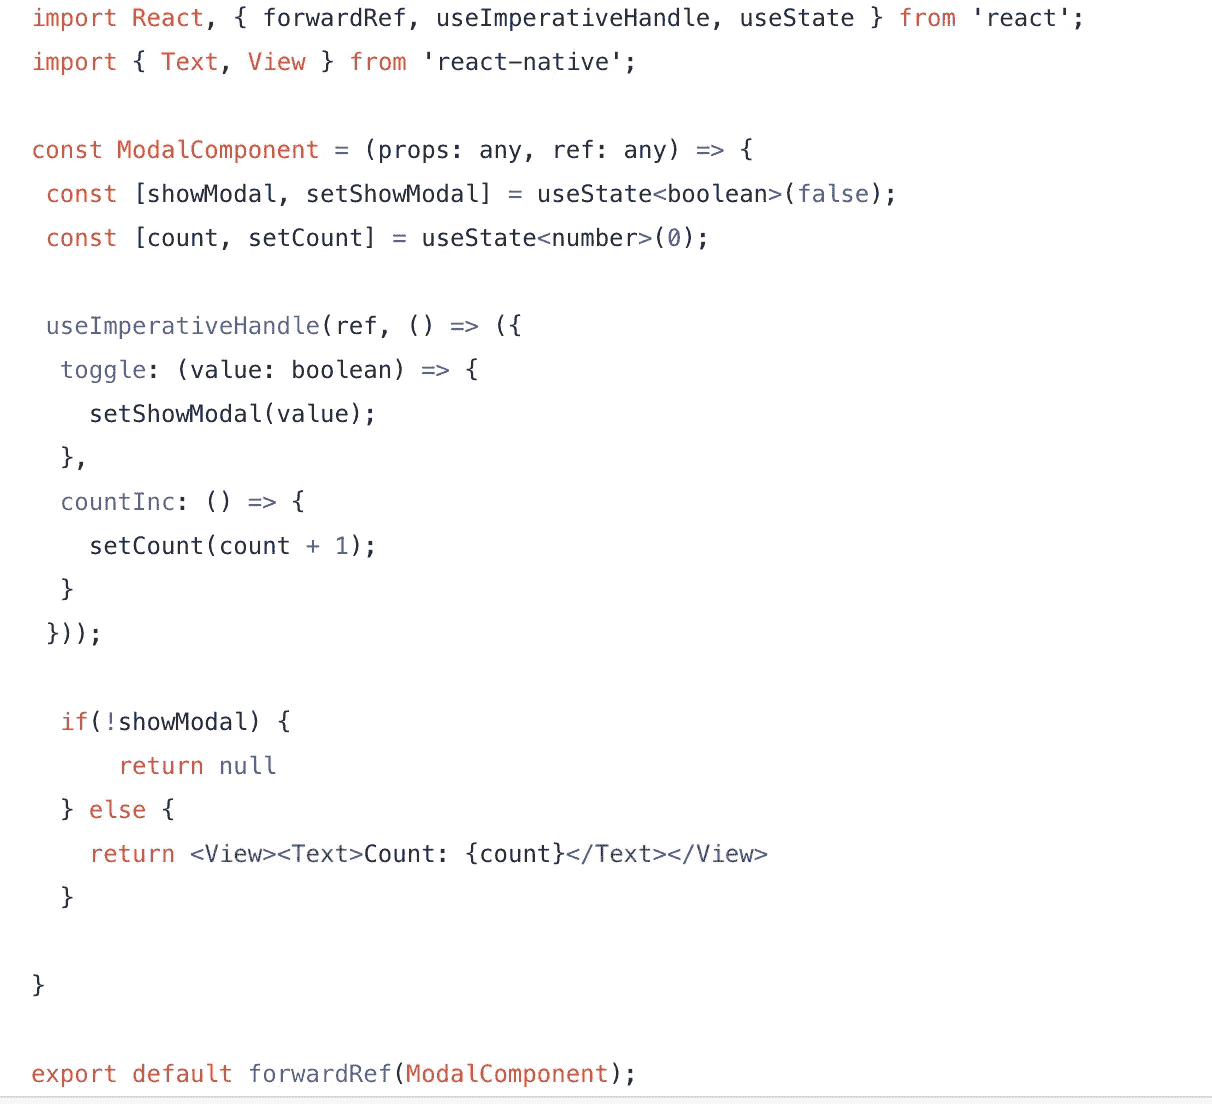 import React, { forwardRef, useImperativeHandle, useState } from 'react';
import { Text, View } from 'react-native';

const ModalComponent = (props: any, ref: any) => {
 const [showModal, setShowModal] = useState<boolean>(false);
 const [count, setCount] = useState<number>(0);

 useImperativeHandle(ref, () => ({
  toggle: (value: boolean) => {
    setShowModal(value);
  },
  countInc: () => {
    setCount(count + 1);
  }
 }));

  if(!showModal) {
      return null
  } else {
    return <View><Text>Count: {count}</Text></View>
  }

}

export default forwardRef(ModalComponent);